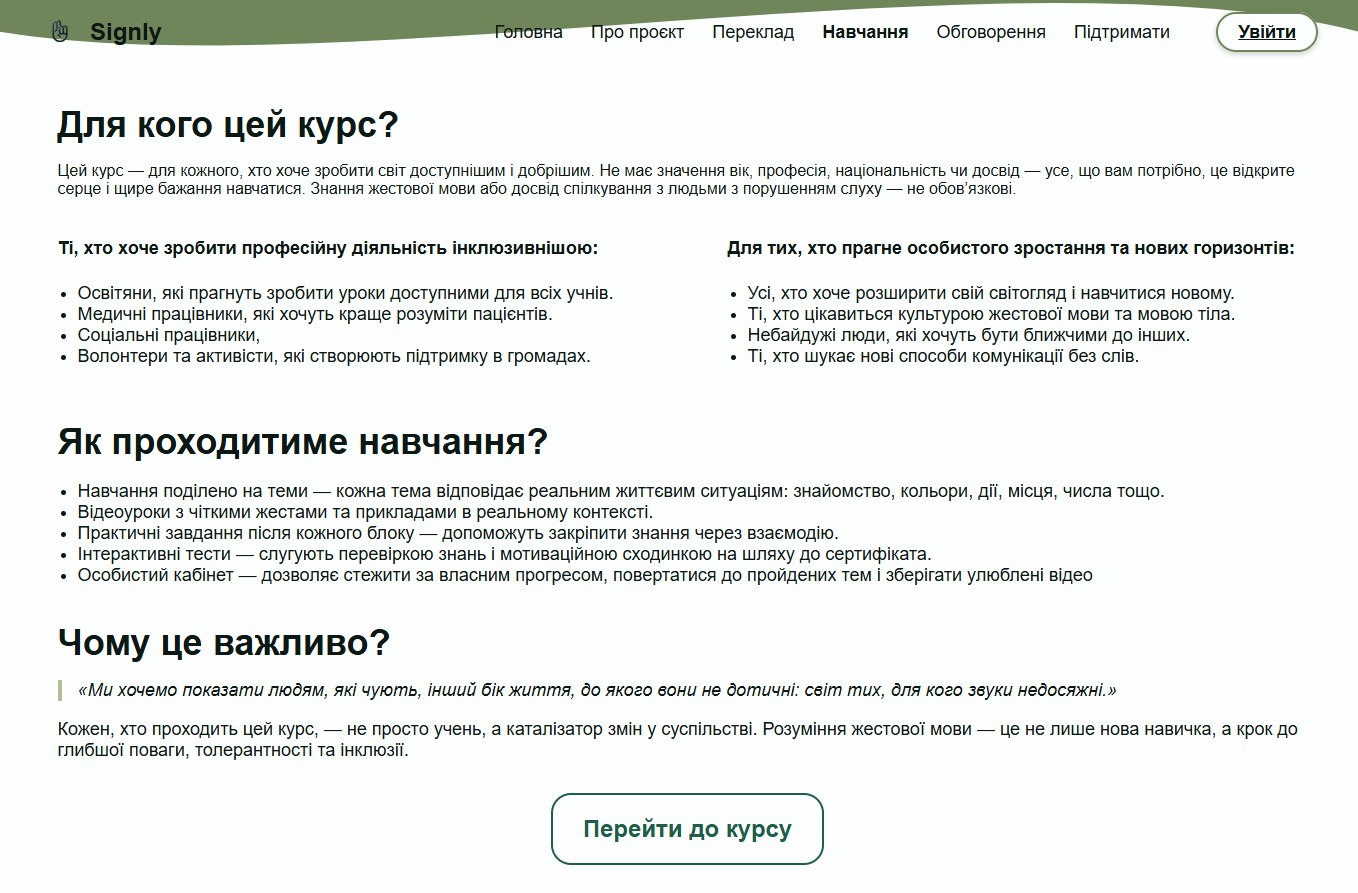 Signly
Головна Про проєкт Переклад Навчання Обговорення Підтримати Увійти
Для кого цей курс?
Цей курс — для кожного, хто хоче зробити світ доступнішим і добрішим. Не має значення вік, професія, національність чи досвід — усе, що вам потрібно, це відкрите
серце і щире бажання навчатися. Знання жестової мови або досвід спілкування з людьми з порушенням слуху — не обов’язкові.
Ті, хто хоче зробити професійну діяльність інклюзивнішою:
• Освітяни, які прагнуть зробити уроки доступними для всіх учнів.
• Медичні працівники, які хочуть краще розуміти пацієнтів.
• Соціальні працівники,
• Волонтери та активісти, які створюють підтримку в громадах.
Для тих, хто прагне особистого зростання та нових горизонтів:
• Усі, хто хоче розширити свій світогляд і навчитися новому.
• Ті, хто цікавиться культурою жестової мови та мовою тіла.
• Небайдужі люди, які хочуть бути ближчими до інших.
• Ті, хто шукає нові способи комунікації без слів.
Як проходитиме навчання?
• Навчання поділено на теми — кожна тема відповідає реальним життєвим ситуаціям: знайомство, кольори, дії, місця, числа тощо.
• Відеоуроки з чіткими жестами та прикладами в реальному контексті.
• Практичні завдання після кожного блоку — допоможуть закріпити знання через взаємодію.
• Інтерактивні тести — слугують перевіркою знань і мотиваційною сходинкою на шляху до сертифіката.
• Особистий кабінет — дозволяє стежити за власним прогресом, повертатися до пройдених тем і зберігати улюблені відео
Чому це важливо?
«Ми хочемо показати людям, які чують, інший бік життя, до якого вони не дотичні: світ тих, для кого звуки недосяжні.»
Кожен, хто проходить цей курс, — не просто учень, а каталізатор змін у суспільстві. Розуміння жестової мови — це не лише нова навичка, а крок до
глибшої поваги, толерантності та інклюзії.
Перейти до курсу